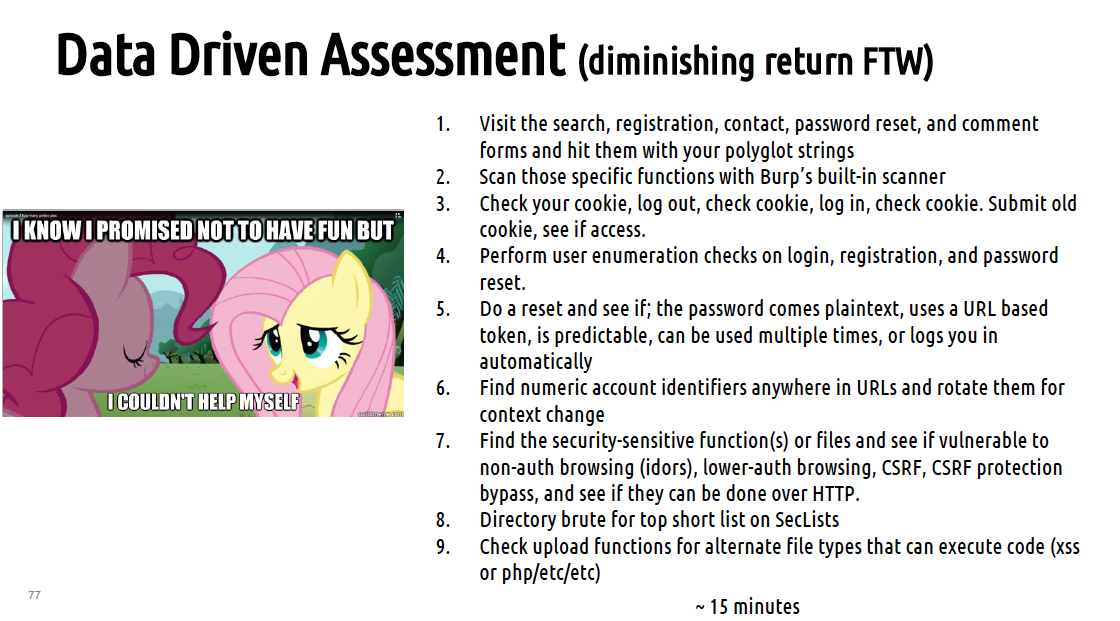 Data Driven Assessment (diminishing return FTW)
I KNOW I PROMISED NOT TO HAVE FUN BUT
I COULDN'T HELP MYSELF
1. Visit the search, registration, contact, password reset, and comment
forms and hit them with your polyglot strings
2. Scan those specific functions with Burp's built-in scanner
3. Check your cookie, log out, check cookie, log in, check cookie. Submit old
cookie, see if access.
4. Perform user enumeration checks on login, registration, and password
reset.
5. Do a reset and see if; the password comes plaintext, uses a URL based
token, is predictable, can be used multiple times, or logs you in
automatically
6. Find numeric account identifiers anywhere in URLs and rotate them for
context change
7. Find the security-sensitive function(s) or files and see if vulnerable to
non-auth browsing (idors), lower-auth browsing, CSRF, CSRF protection
bypass, and see if they can be done over HTTP.
8. Directory brute for top short list on SecLists
9. Check upload functions for alternate file types that can execute code (xss
or php/etc/etc)
~ 15 minutes
77